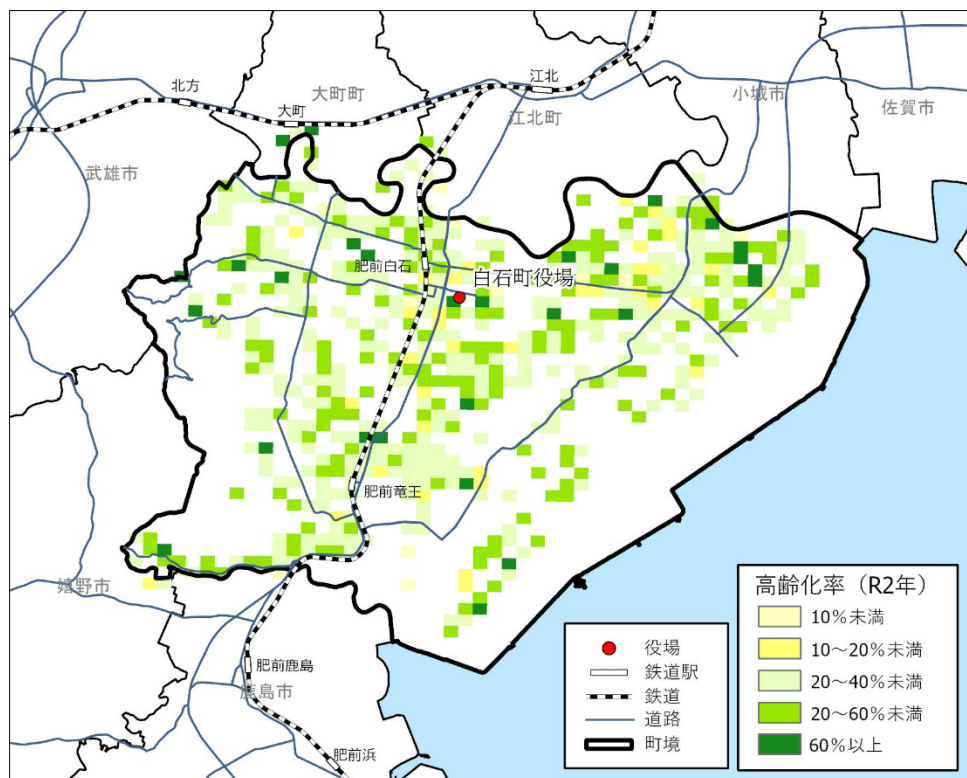 江北
北方
大町町
小城市
大町
江北町
佐賀市
武雄市
肥前白石
白石町役場
肥前竜王
嬉野市
肥前鹿島
鹿島市
肥前浜
役場
鉄道駅
鉄道
道路
町境
高齢化率（R2年）
10％未満
10～20％未満
20～40％未満
20～60％未満
60％以上